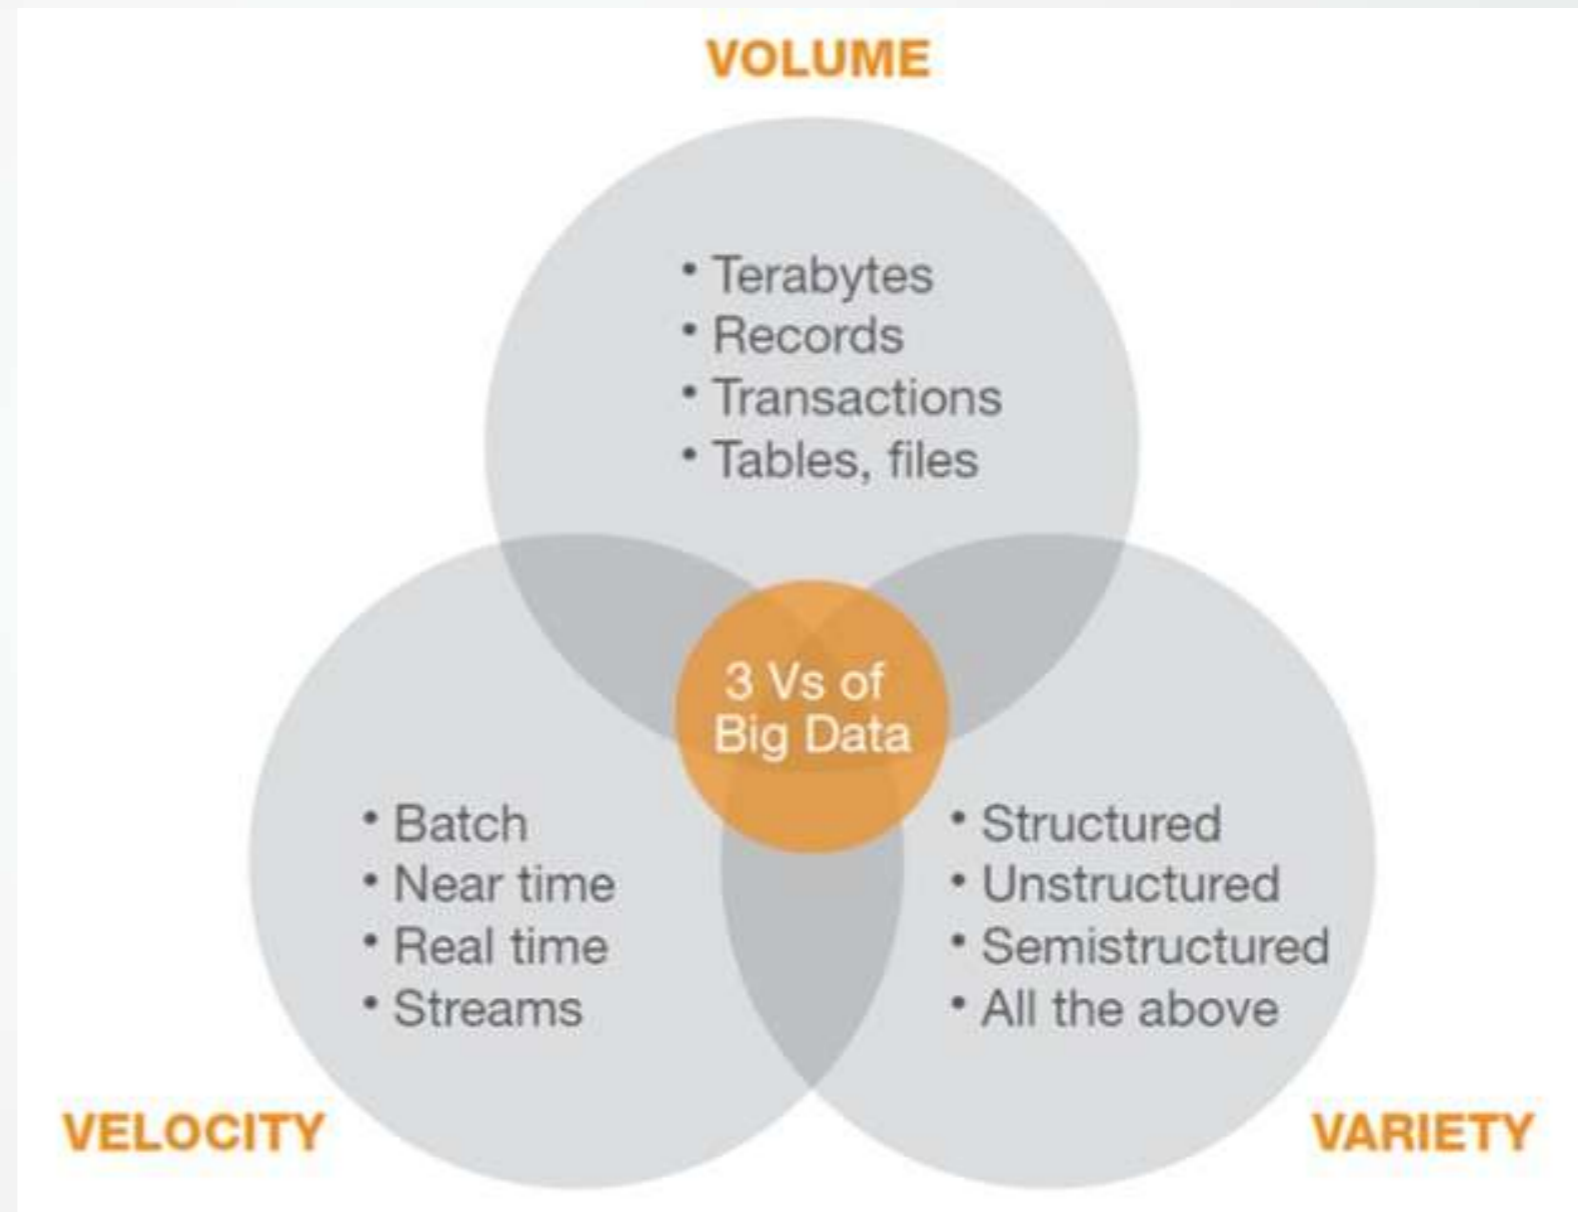 VOLUME
• Terabytes
• Records
• Transactions
• Tables, files
3 Vs of
Big Data
• Batch
• Near time
• Real time
• Streams
• Structured
• Unstructured
• Semistructured
• All the above
VELOCITY
VARIETY